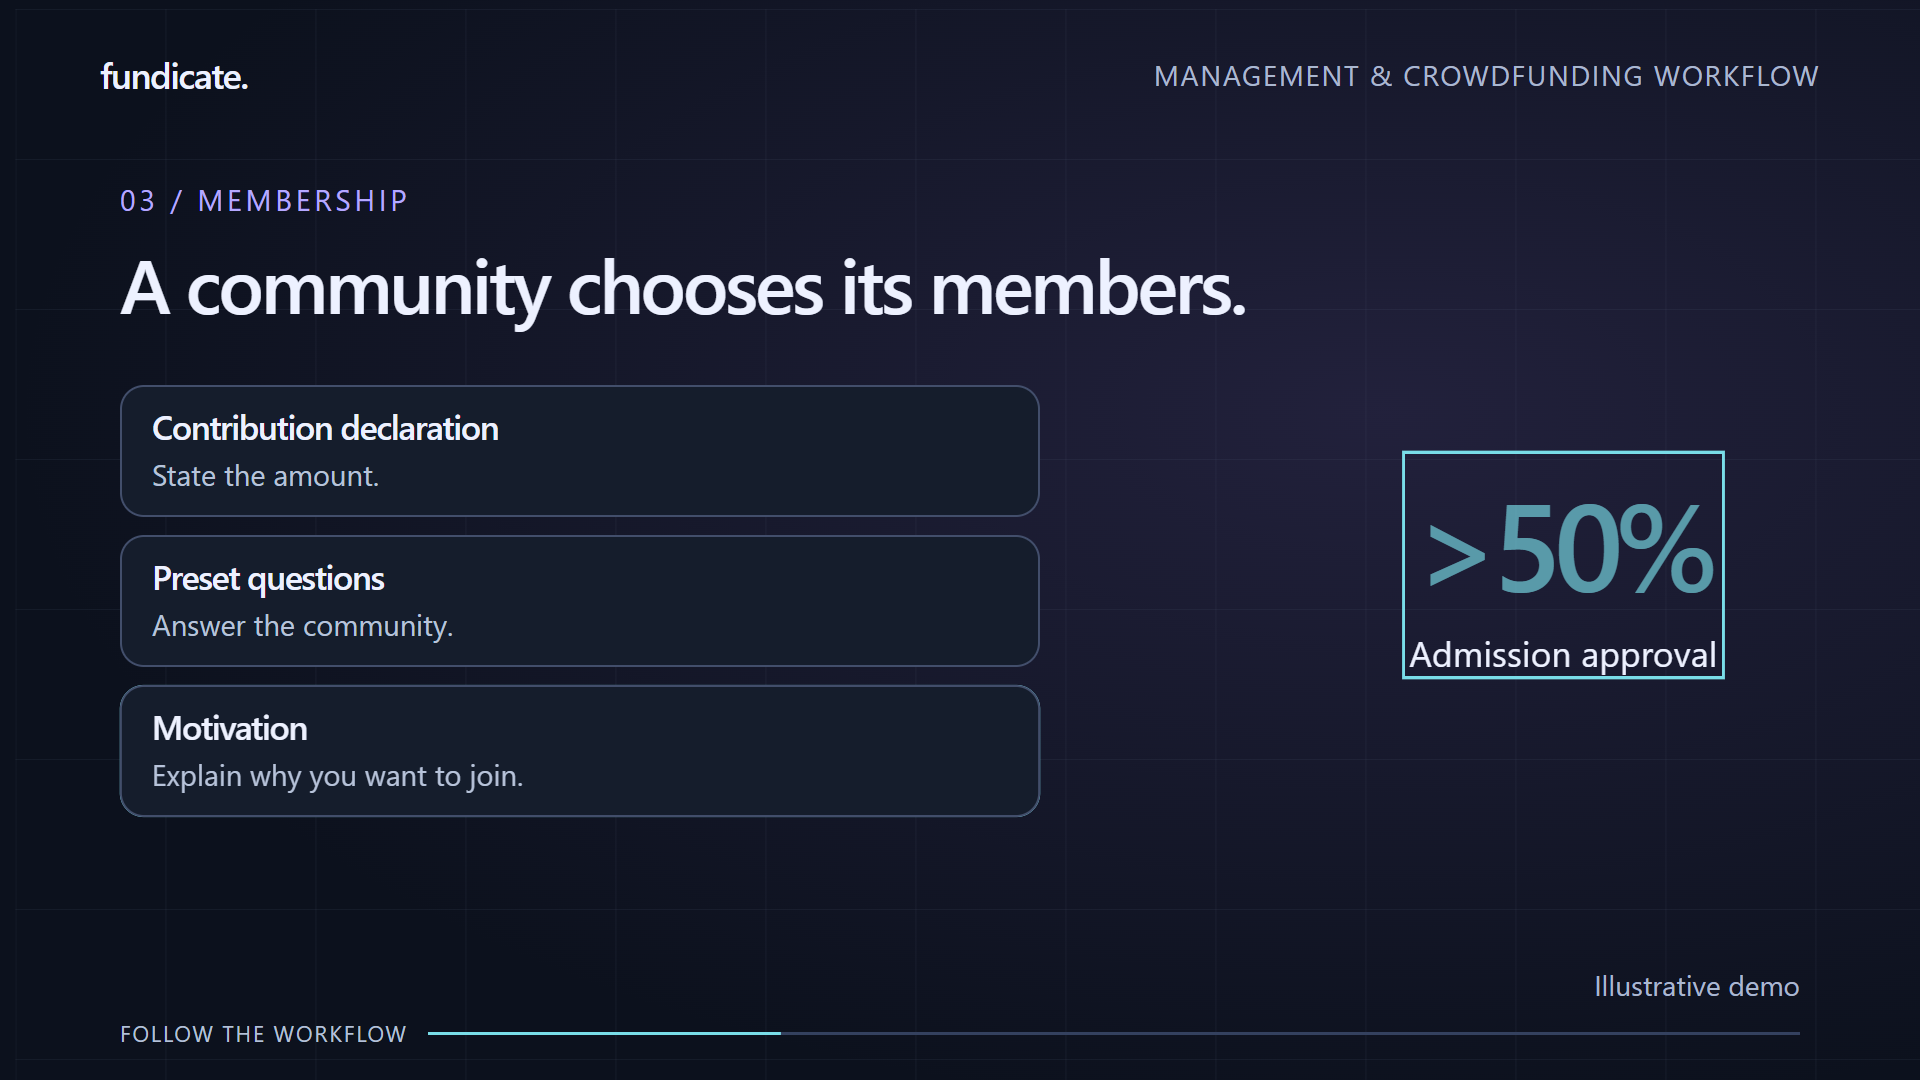 fundicate.
MANAGEMENT & CROWDFUNDING WORKFLOW
03 / MEMBERSHIP
A community chooses its members.
Contribution declaration
State the amount.
Preset questions
Answer the community.
Motivation
Explain why you want to join.
>50%
Admission approval
Illustrative demo
FOLLOW THE WORKFLOW